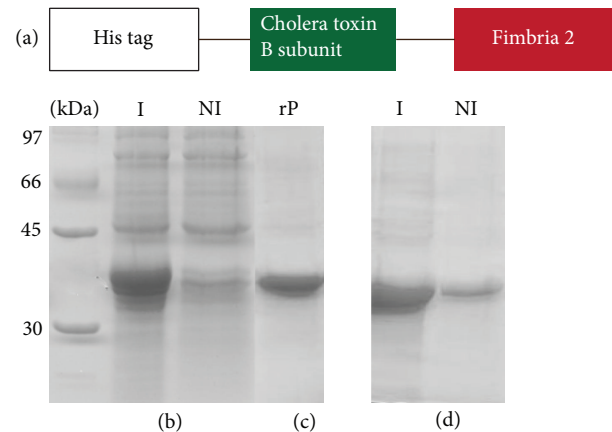 (a)
His tag
Cholera toxin
B subunit
Fimbria 2
(kDa) I NI rP I NI
97
66
45
30
(b) (c) (d)